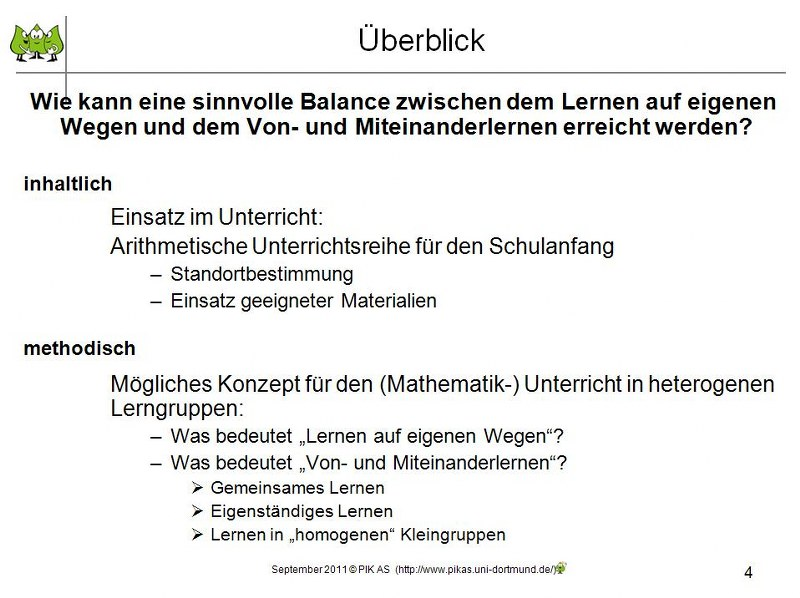 Überblick
Wie kann eine sinnvolle Balance zwischen dem Lernen auf eigenen
Wegen und dem Von- und Miteinanderlernen erreicht werden?
inhaltlich
Einsatz im Unterricht:
Arithmetische Unterrichtsreihe für den Schulanfang
– Standortbestimmung
– Einsatz geeigneter Materialien
methodisch
Mögliches Konzept für den (Mathematik-) Unterricht in heterogenen
Lerngruppen:
– Was bedeutet „Lernen auf eigenen Wegen“?
– Was bedeutet „Von- und Miteinanderlernen“?
➢ Gemeinsames Lernen
➢ Eigenständiges Lernen
➢ Lernen in „homogenen“ Kleingruppen
September 2011 © PIK AS (http://www.pikas.uni-dortmund.de/)
4